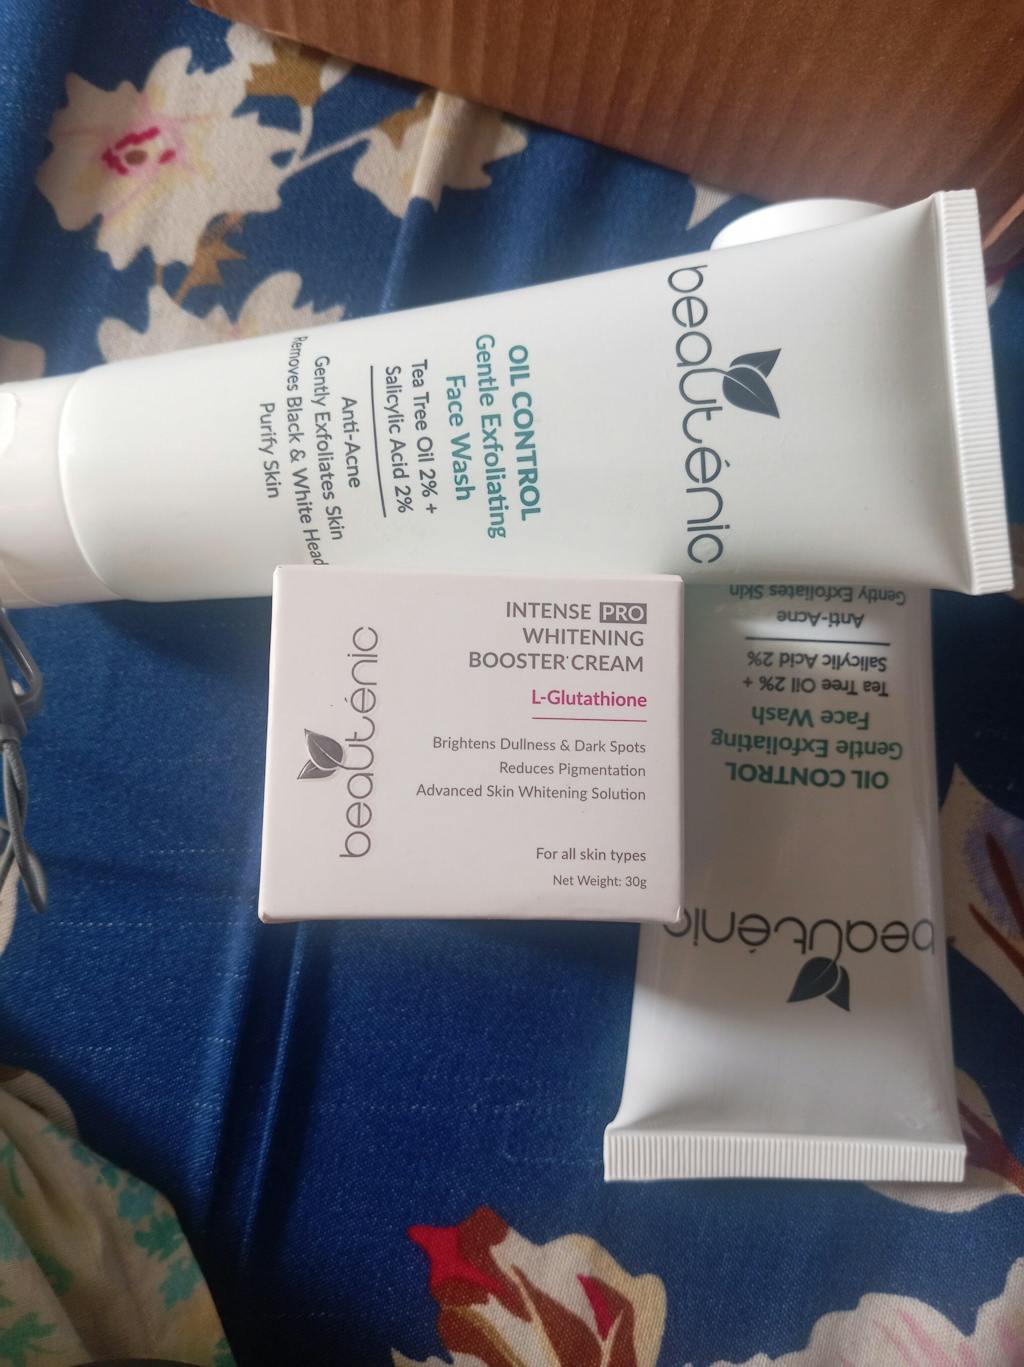 beauténic
OIL CONTROL
Gentle Exfoliating
Face Wash
Tea Tree Oil 2% +
Salicylic Acid 2%
Anti-Acne
Gently Exfoliates Skin
Removes Black & White Head
Purify Skin
beauténic
INTENSE PRO
WHITENING
BOOSTER CREAM
L-Glutathione
Brightens Dullness & Dark Spots
Reduces Pigmentation
Advanced Skin Whitening Solution
For all skin types
Net Weight: 30g
beauténic
OIL CONTROL
Gentle Exfoliating
Face Wash
Tea Tree Oil 2% +
Salicylic Acid 2%
Anti-Acne
Gently Exfoliates Skin